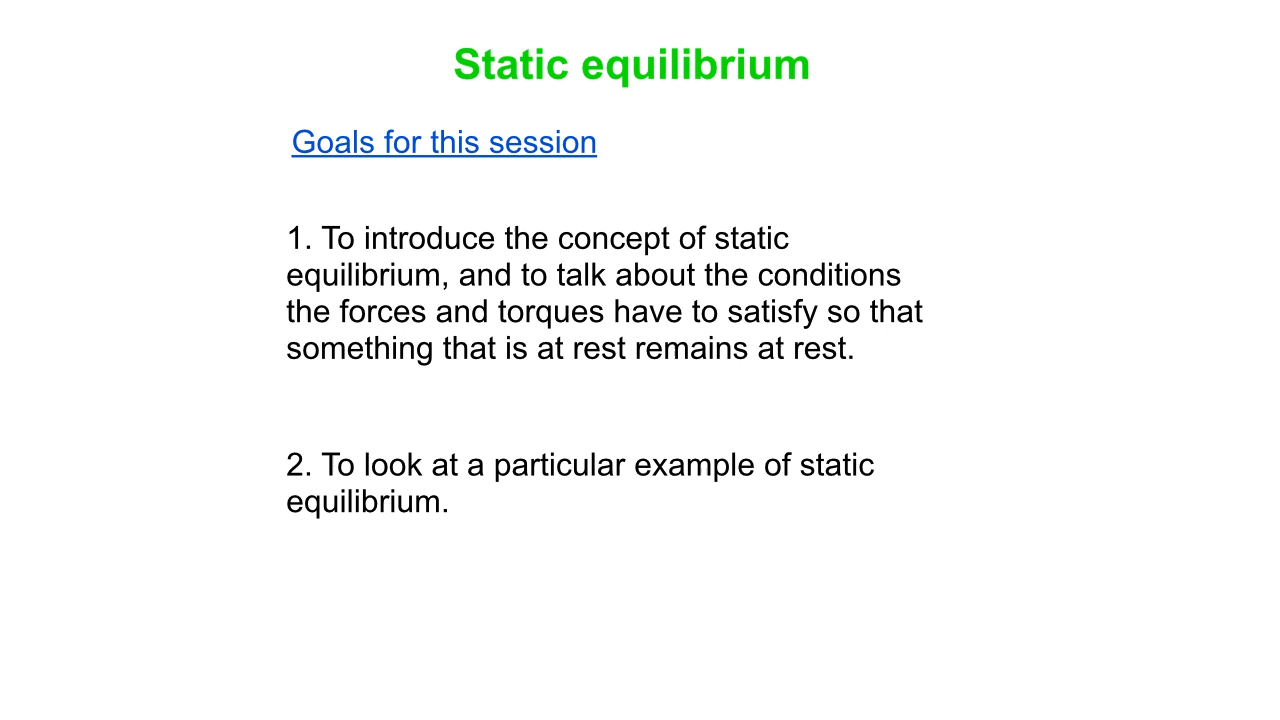 Static equilibrium
Goals for this session
1. To introduce the concept of static
equilibrium, and to talk about the conditions
the forces and torques have to satisfy so that
something that is at rest remains at rest.
2. To look at a particular example of static
equilibrium.